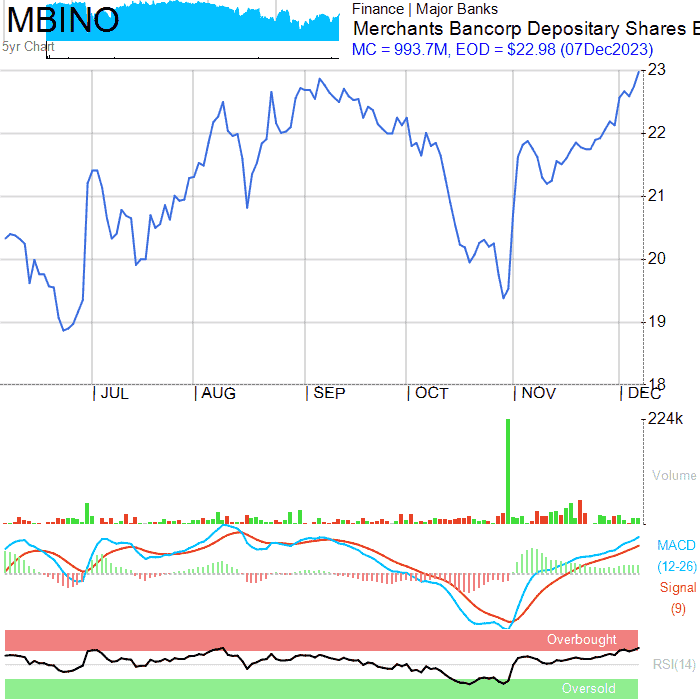 MBINO
5yr Chart
Finance | Major Banks
Merchants Bancorp Depositary Shares
MC = 993.7M, EOD = $22.98 (07Dec2023)
23
22
21
20
19
18
JUL AUG SEP OCT NOV DEC
224k
Volume
MACD
(12-26)
Signal
(9)
Overbought
RSI(14)
Oversold